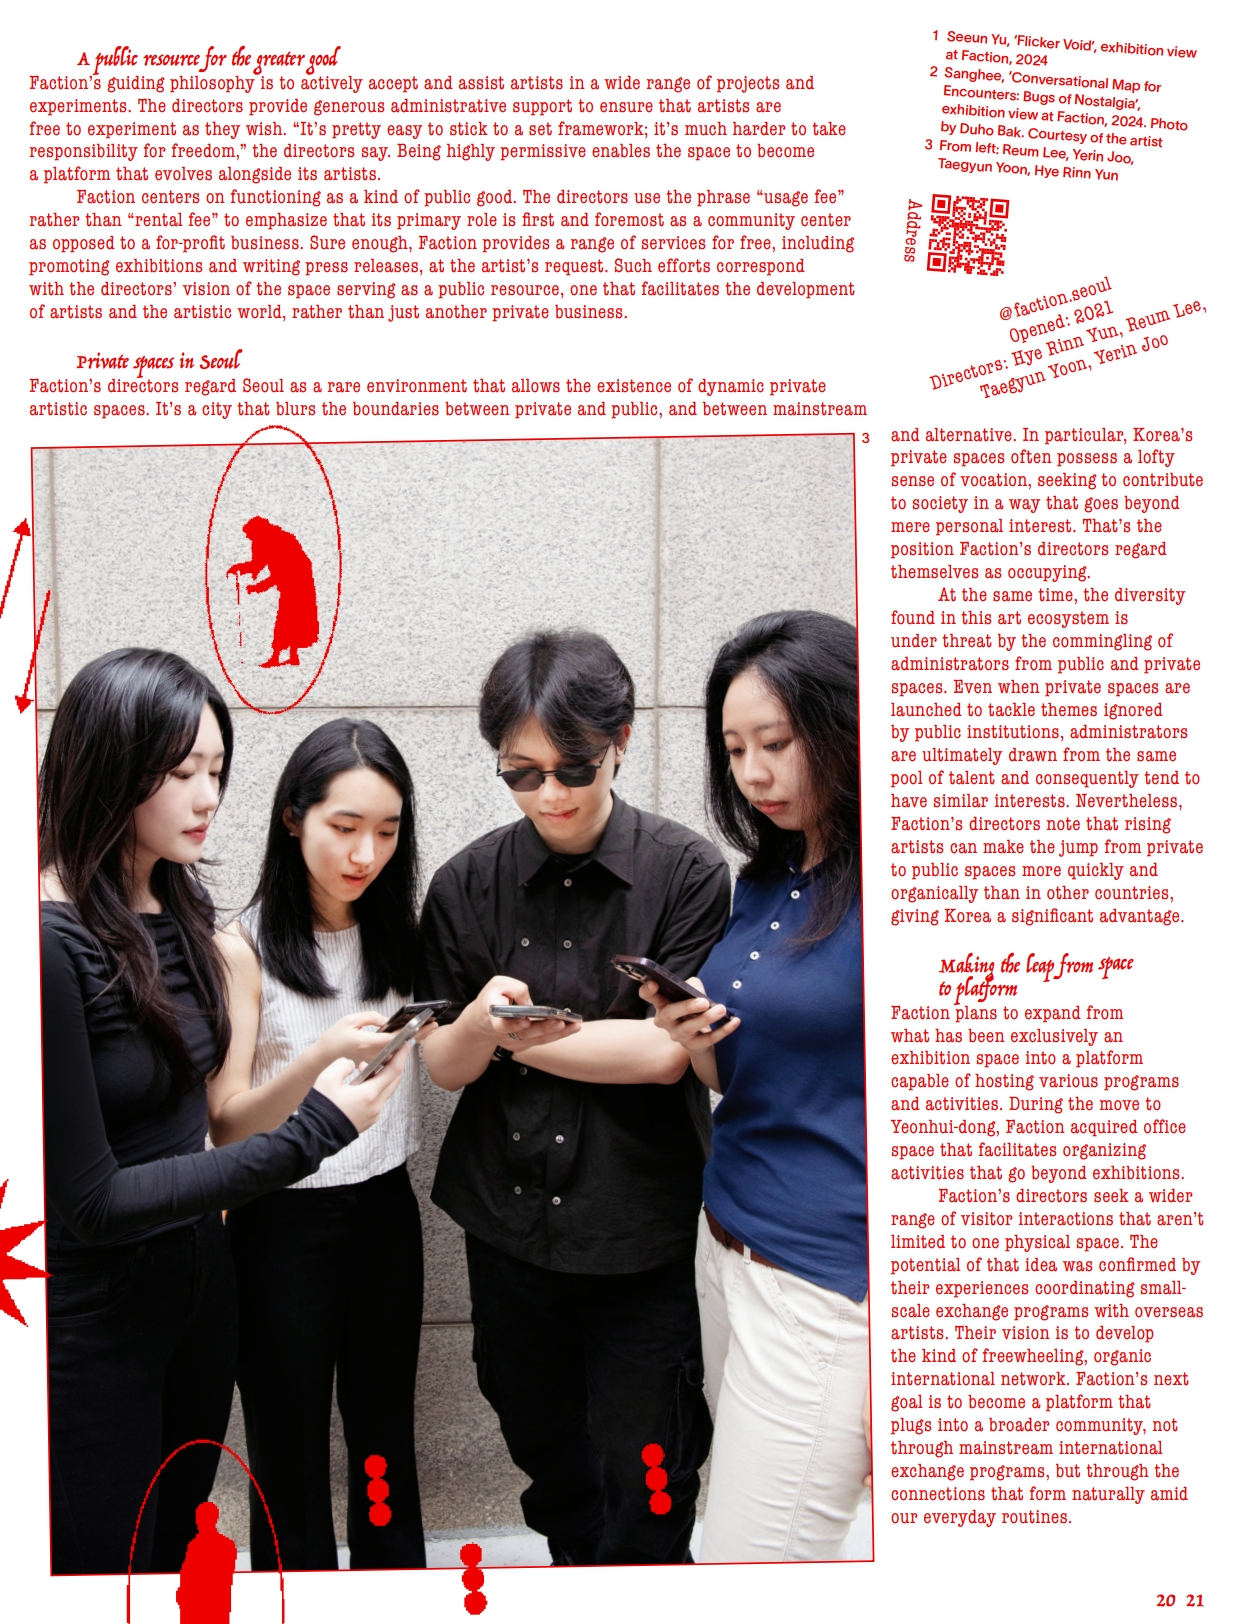 A public resource for the greater good
Faction's guiding philosophy is to actively accept and assist artists in a wide range of projects and
experiments. The directors provide generous administrative support to ensure that artists are
free to experiment as they wish. “It's pretty easy to stick to a set framework; it's much harder to take
responsibility for freedom,” the directors say. Being highly permissive enables the space to become
a platform that evolves alongside its artists.
Faction centers on functioning as a kind of public good. The directors use the phrase “usage fee”
rather than “rental fee” to emphasize that its primary role is first and foremost as a community center
as opposed to a for-profit business. Sure enough, Faction provides a range of services for free, including
promoting exhibitions and writing press releases, at the artist's request. Such efforts correspond
with the directors' vision of the space serving as a public resource, one that facilitates the development
of artists and the artistic world, rather than just another private business.
Private spaces in Seoul
Faction's directors regard Seoul as a rare environment that allows the existence of dynamic private
artistic spaces. It's a city that blurs the boundaries between private and public, and between mainstream
1 Seeun Yu, ‘Flicker Void’, exhibition view
at Faction, 2024
2 Sanghee, ‘Conversational Map for
Encounters: Bugs of Nostalgia’,
exhibition view at Faction, 2024. Photo
by Duho Bak. Courtesy of the artist
3 From left: Reum Lee, Yerin Joo,
Taegyun Yoon, Hye Rinn Yun
Address
@faction.seoul
Opened: 2021
Directors: Hye Rinn Yun, Reum Lee,
Taegyun Yoon, Yerin Joo
3
and alternative. In particular, Korea's
private spaces often possess a lofty
sense of vocation, seeking to contribute
to society in a way that goes beyond
mere personal interest. That's the
position Faction's directors regard
themselves as occupying.
At the same time, the diversity
found in this art ecosystem is
under threat by the commingling of
administrators from public and private
spaces. Even when private spaces are
launched to tackle themes ignored
by public institutions, administrators
are ultimately drawn from the same
pool of talent and consequently tend to
have similar interests. Nevertheless,
Faction's directors note that rising
artists can make the jump from private
to public spaces more quickly and
organically than in other countries,
giving Korea a significant advantage.
Making the leap from space
to platform
Faction plans to expand from
what has been exclusively an
exhibition space into a platform
capable of hosting various programs
and activities. During the move to
Yeonhui-dong, Faction acquired office
space that facilitates organizing
activities that go beyond exhibitions.
Faction's directors seek a wider
range of visitor interactions that aren't
limited to one physical space. The
potential of that idea was confirmed by
their experiences coordinating small-
scale exchange programs with overseas
artists. Their vision is to develop
the kind of freewheeling, organic
international network. Faction's next
goal is to become a platform that
plugs into a broader community, not
through mainstream international
exchange programs, but through the
connections that form naturally amid
our everyday routines.
20 21